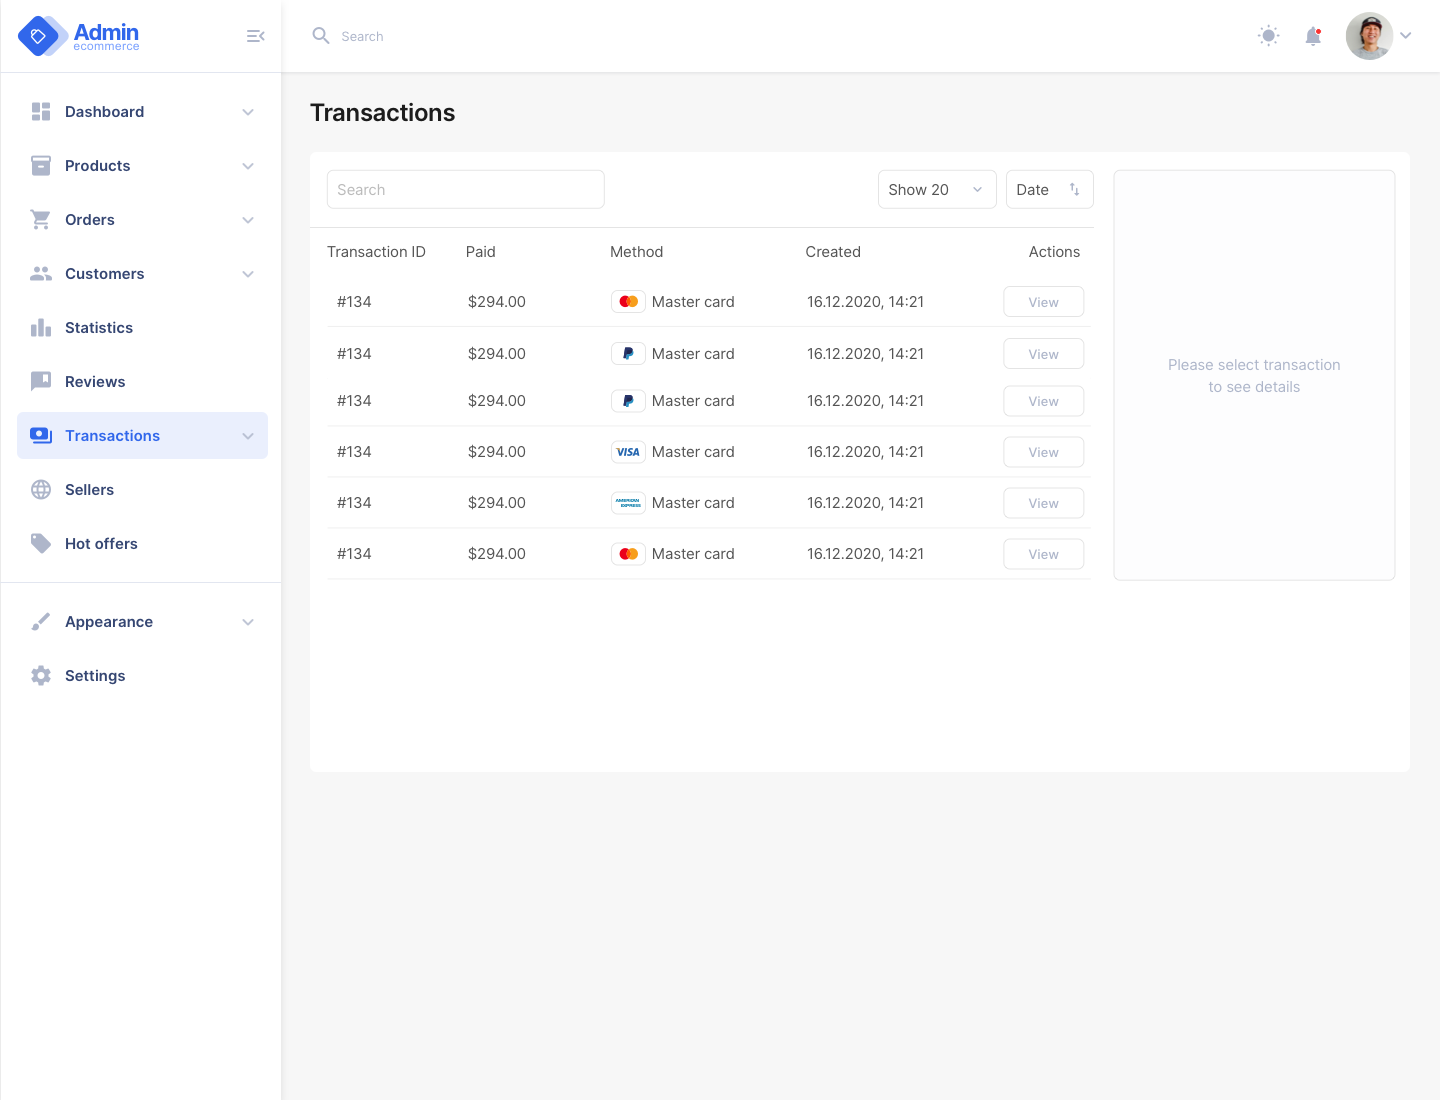 Admin
ecommerce
Search
Dashboard
Products
Orders
Customers
Statistics
Reviews
Transactions
Sellers
Hot offers
Appearance
Settings
Transactions
Search
Show 20
Date
Transaction ID Paid Method Created Actions
#134 $294.00 Master card 16.12.2020, 14:21 View
#134 $294.00 Master card 16.12.2020, 14:21 View
#134 $294.00 Master card 16.12.2020, 14:21 View
#134 $294.00 VISA Master card 16.12.2020, 14:21 View
#134 $294.00 AMERICAN EXPRESS Master card 16.12.2020, 14:21 View
#134 $294.00 Master card 16.12.2020, 14:21 View
Please select transaction
to see details